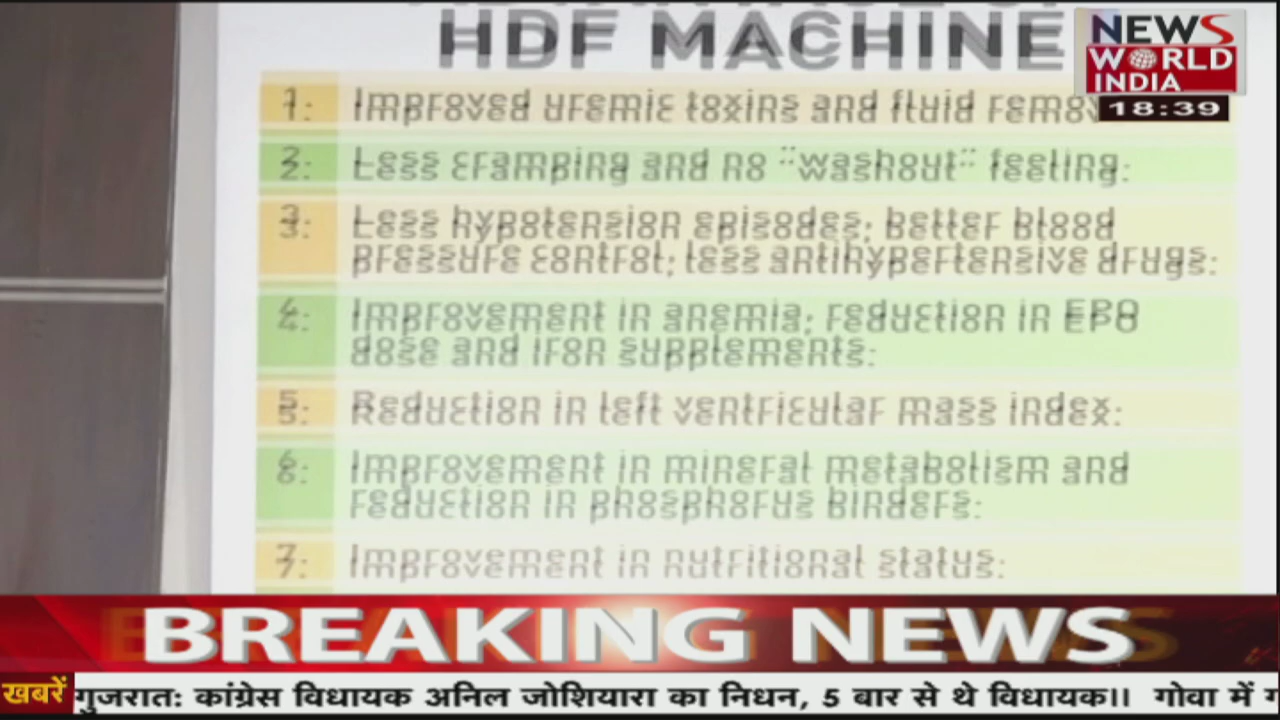 HDF MACHINE
NEWS
WORLD
INDIA
18:39
1. Improved uremic toxins and fluid
2. Less cramping and no "washout" feeling.
3. Less hypotension episodes, better blood
pressure control, less antihypertensive drugs.
4. Improvement in anemia, reduction in EPO
dose and iron supplements.
5. Reduction in left ventricular mass index.
6. Improvement in mineral metabolism and
reduction in phosphorus binders.
7. Improvement in nutritional status.
BREAKING NEWS
खबरें गुजरात: कांग्रेस विधायक अनिल जोशियारा का निधन, 5 बार से थे विधायक।। गोवा में